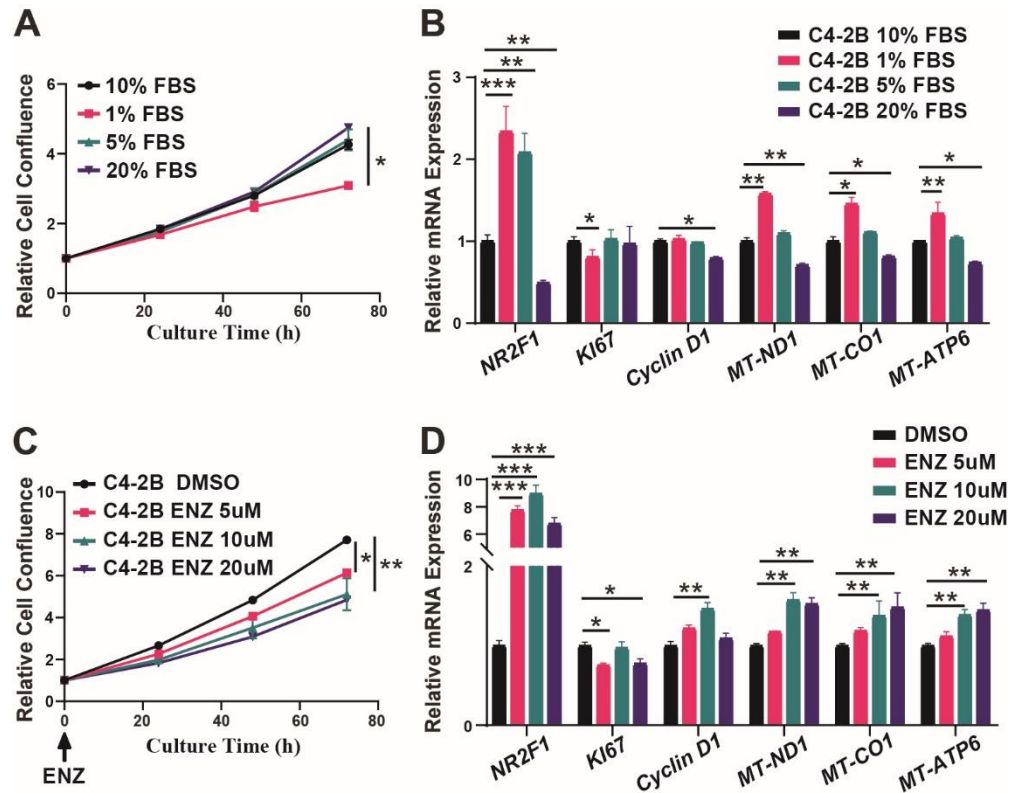 A
Relative Cell Confluence
6
4
2
0
10% FBS
1% FBS
5% FBS
20% FBS
*
0 20 40 60 80
Culture Time (h)
B
Relative mRNA Expression
3
2
1
0
C4-2B 10% FBS
C4-2B 1% FBS
C4-2B 5% FBS
C4-2B 20% FBS
**
**
***
*
*
**
**
*
*
*
**
NR2F1 KI67 Cyclin D1 MT-ND1 MT-CO1 MT-ATP6
C
Relative Cell Confluence
10
8
6
4
2
0
C4-2B DMSO
C4-2B ENZ 5uM
C4-2B ENZ 10uM
C4-2B ENZ 20uM
* **
0 20 40 60 80
Culture Time (h)
ENZ
D
Relative mRNA Expression
10
8
6
2
0
DMSO
ENZ 5uM
ENZ 10uM
ENZ 20uM
***
***
***
*
*
**
**
**
**
**
**
**
NR2F1 KI67 Cyclin D1 MT-ND1 MT-CO1 MT-ATP6